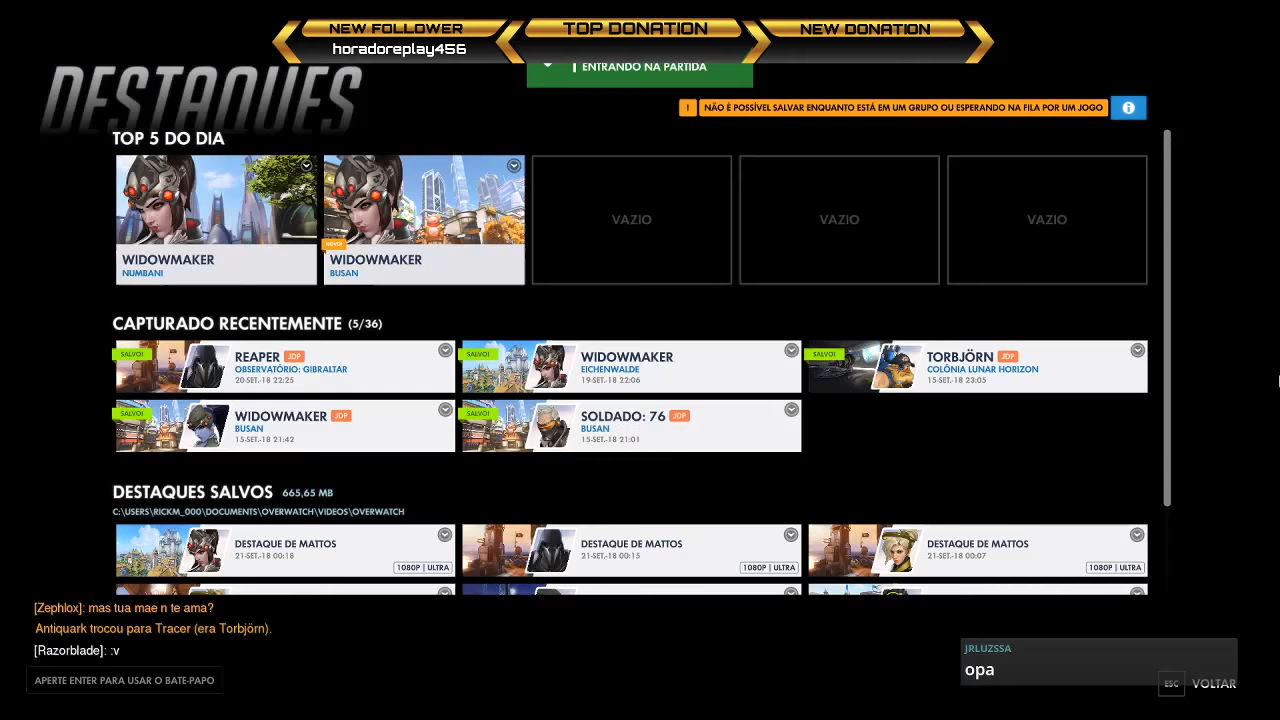 NEW FOLLOWER
horadoreplay456
TOP DONATION
NEW DONATION
ENTRANDO NA PARTIDA
DESTAQUES
! NÃO É POSSÍVEL SALVAR ENQUANTO ESTÁ EM UM GRUPO OU ESPERANDO NA FILA POR UM JOGO
TOP 5 DO DIA
WIDOWMAKER
NUMBANI
NOVO!
WIDOWMAKER
BUSAN
VAZIO
VAZIO
VAZIO
CAPTURADO RECENTEMENTE (5/36)
SALVO!
REAPER JDP
OBSERVATÓRIO: GIBRALTAR
20-SET.-18 22:25
SALVO!
WIDOWMAKER
EICHENWALDE
19-SET.-18 22:06
SALVO!
TORBJÖRN JDP
COLÔNIA LUNAR HORIZON
15-SET.-18 23:05
SALVO!
WIDOWMAKER JDP
BUSAN
15-SET.-18 21:42
SALVO!
SOLDADO: 76 JDP
BUSAN
15-SET.-18 21:01
DESTAQUES SALVOS 665,65 MB
C:\USERS\RICKM_000\DOCUMENTS\OVERWATCH\VIDEOS\OVERWATCH
DESTAQUE DE MATTOS
21-SET-18 00:18
1080P | ULTRA
DESTAQUE DE MATTOS
21-SET-18 00:15
1080P | ULTRA
DESTAQUE DE MATTOS
21-SET-18 00:07
1080P | ULTRA
[Zephlox]: mas tua mae n te ama?
Antiquark trocou para Tracer (era Torbjörn).
[Razorblade]: :v
APERTE ENTER PARA USAR O BATE-PAPO
JRLUZSSA
opa
ESC VOLTAR